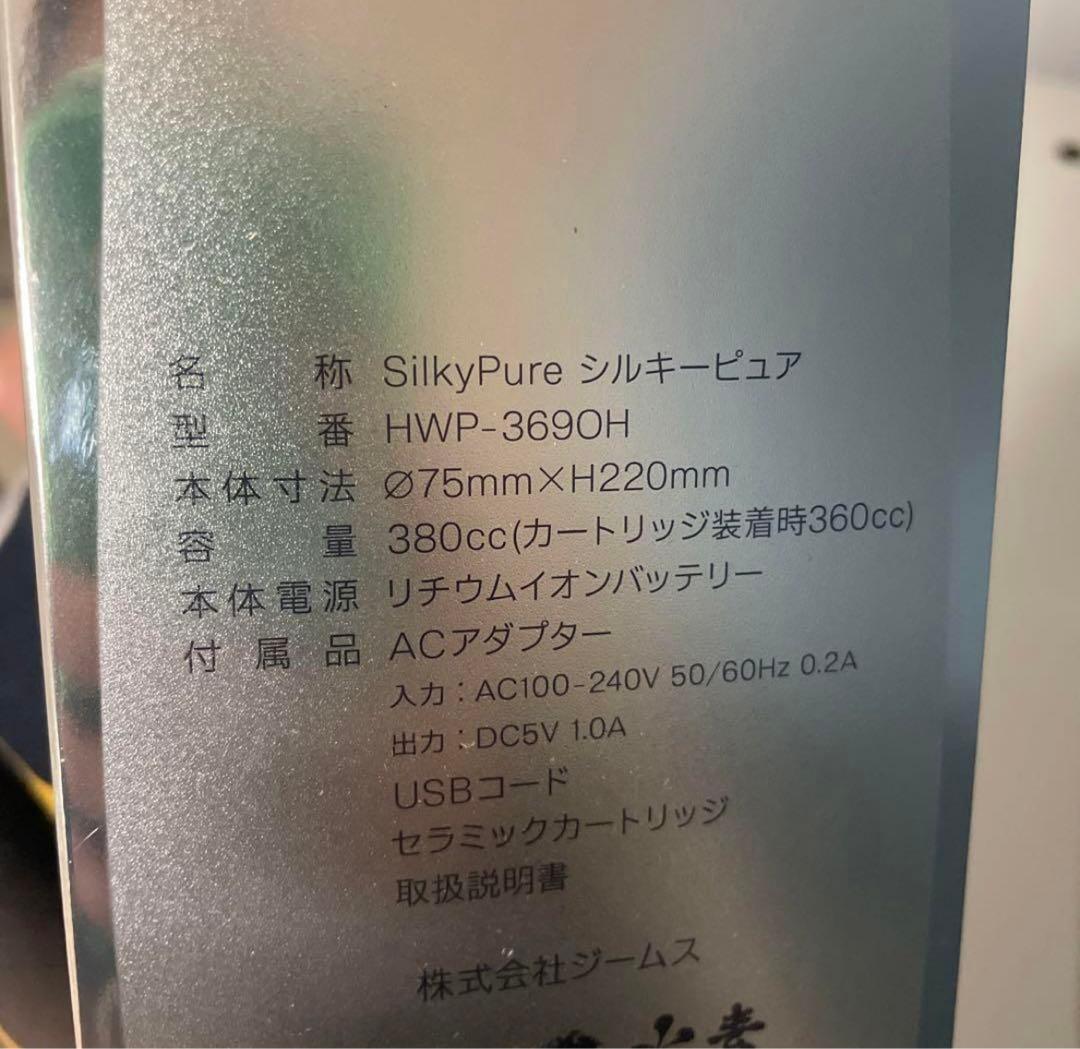 名称 SilkyPure シルキーピュア
型番 HWP-369OH
本体寸法 Ø75mm×H220mm
容量 380cc(カートリッジ装着時360cc)
本体電源 リチウムイオンバッテリー
付属品 ACアダプター
入力：AC100-240V 50/60Hz 0.2A
出力：DC5V 1.0A
USBコード
セラミックカートリッジ
取扱説明書
株式会社ジームス